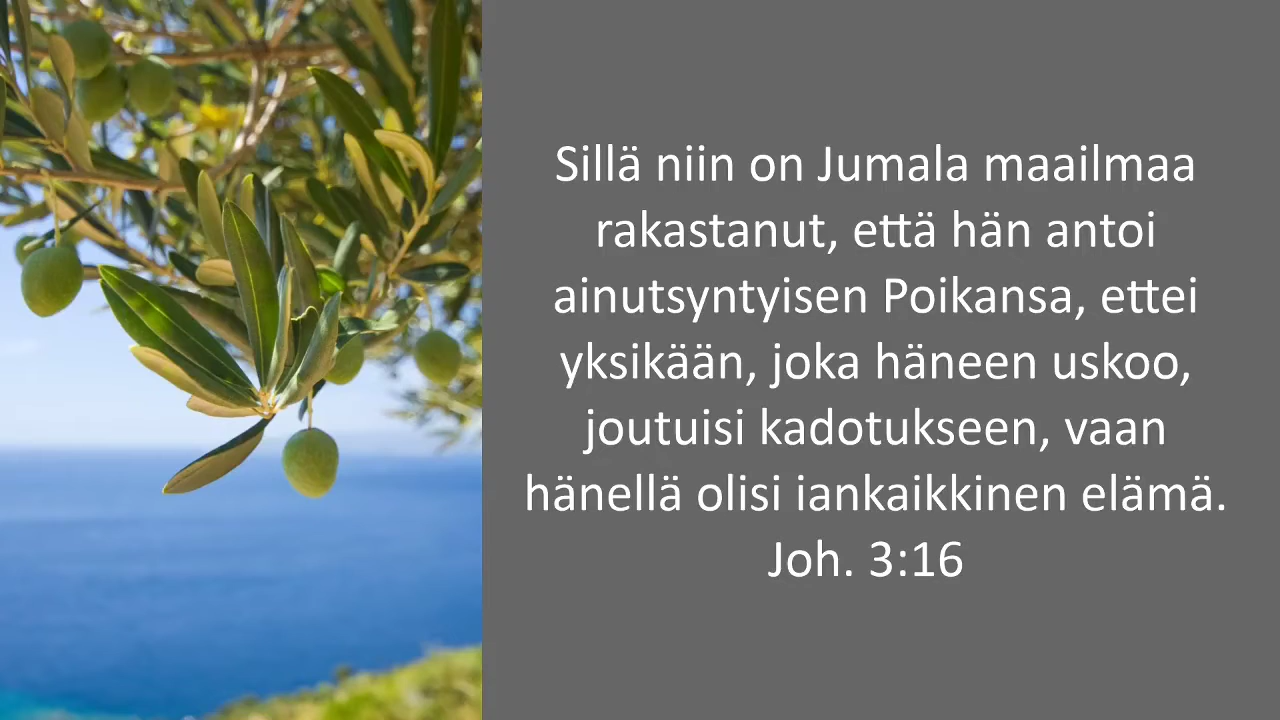 Sillä niin on Jumala maailmaa
rakastanut, että hän antoi
ainutsyntyisen Poikansa, ettei
yksikään, joka häneen uskoo,
joutuisi kadotukseen, vaan
hänellä olisi iankaikkinen elämä.
Joh. 3:16